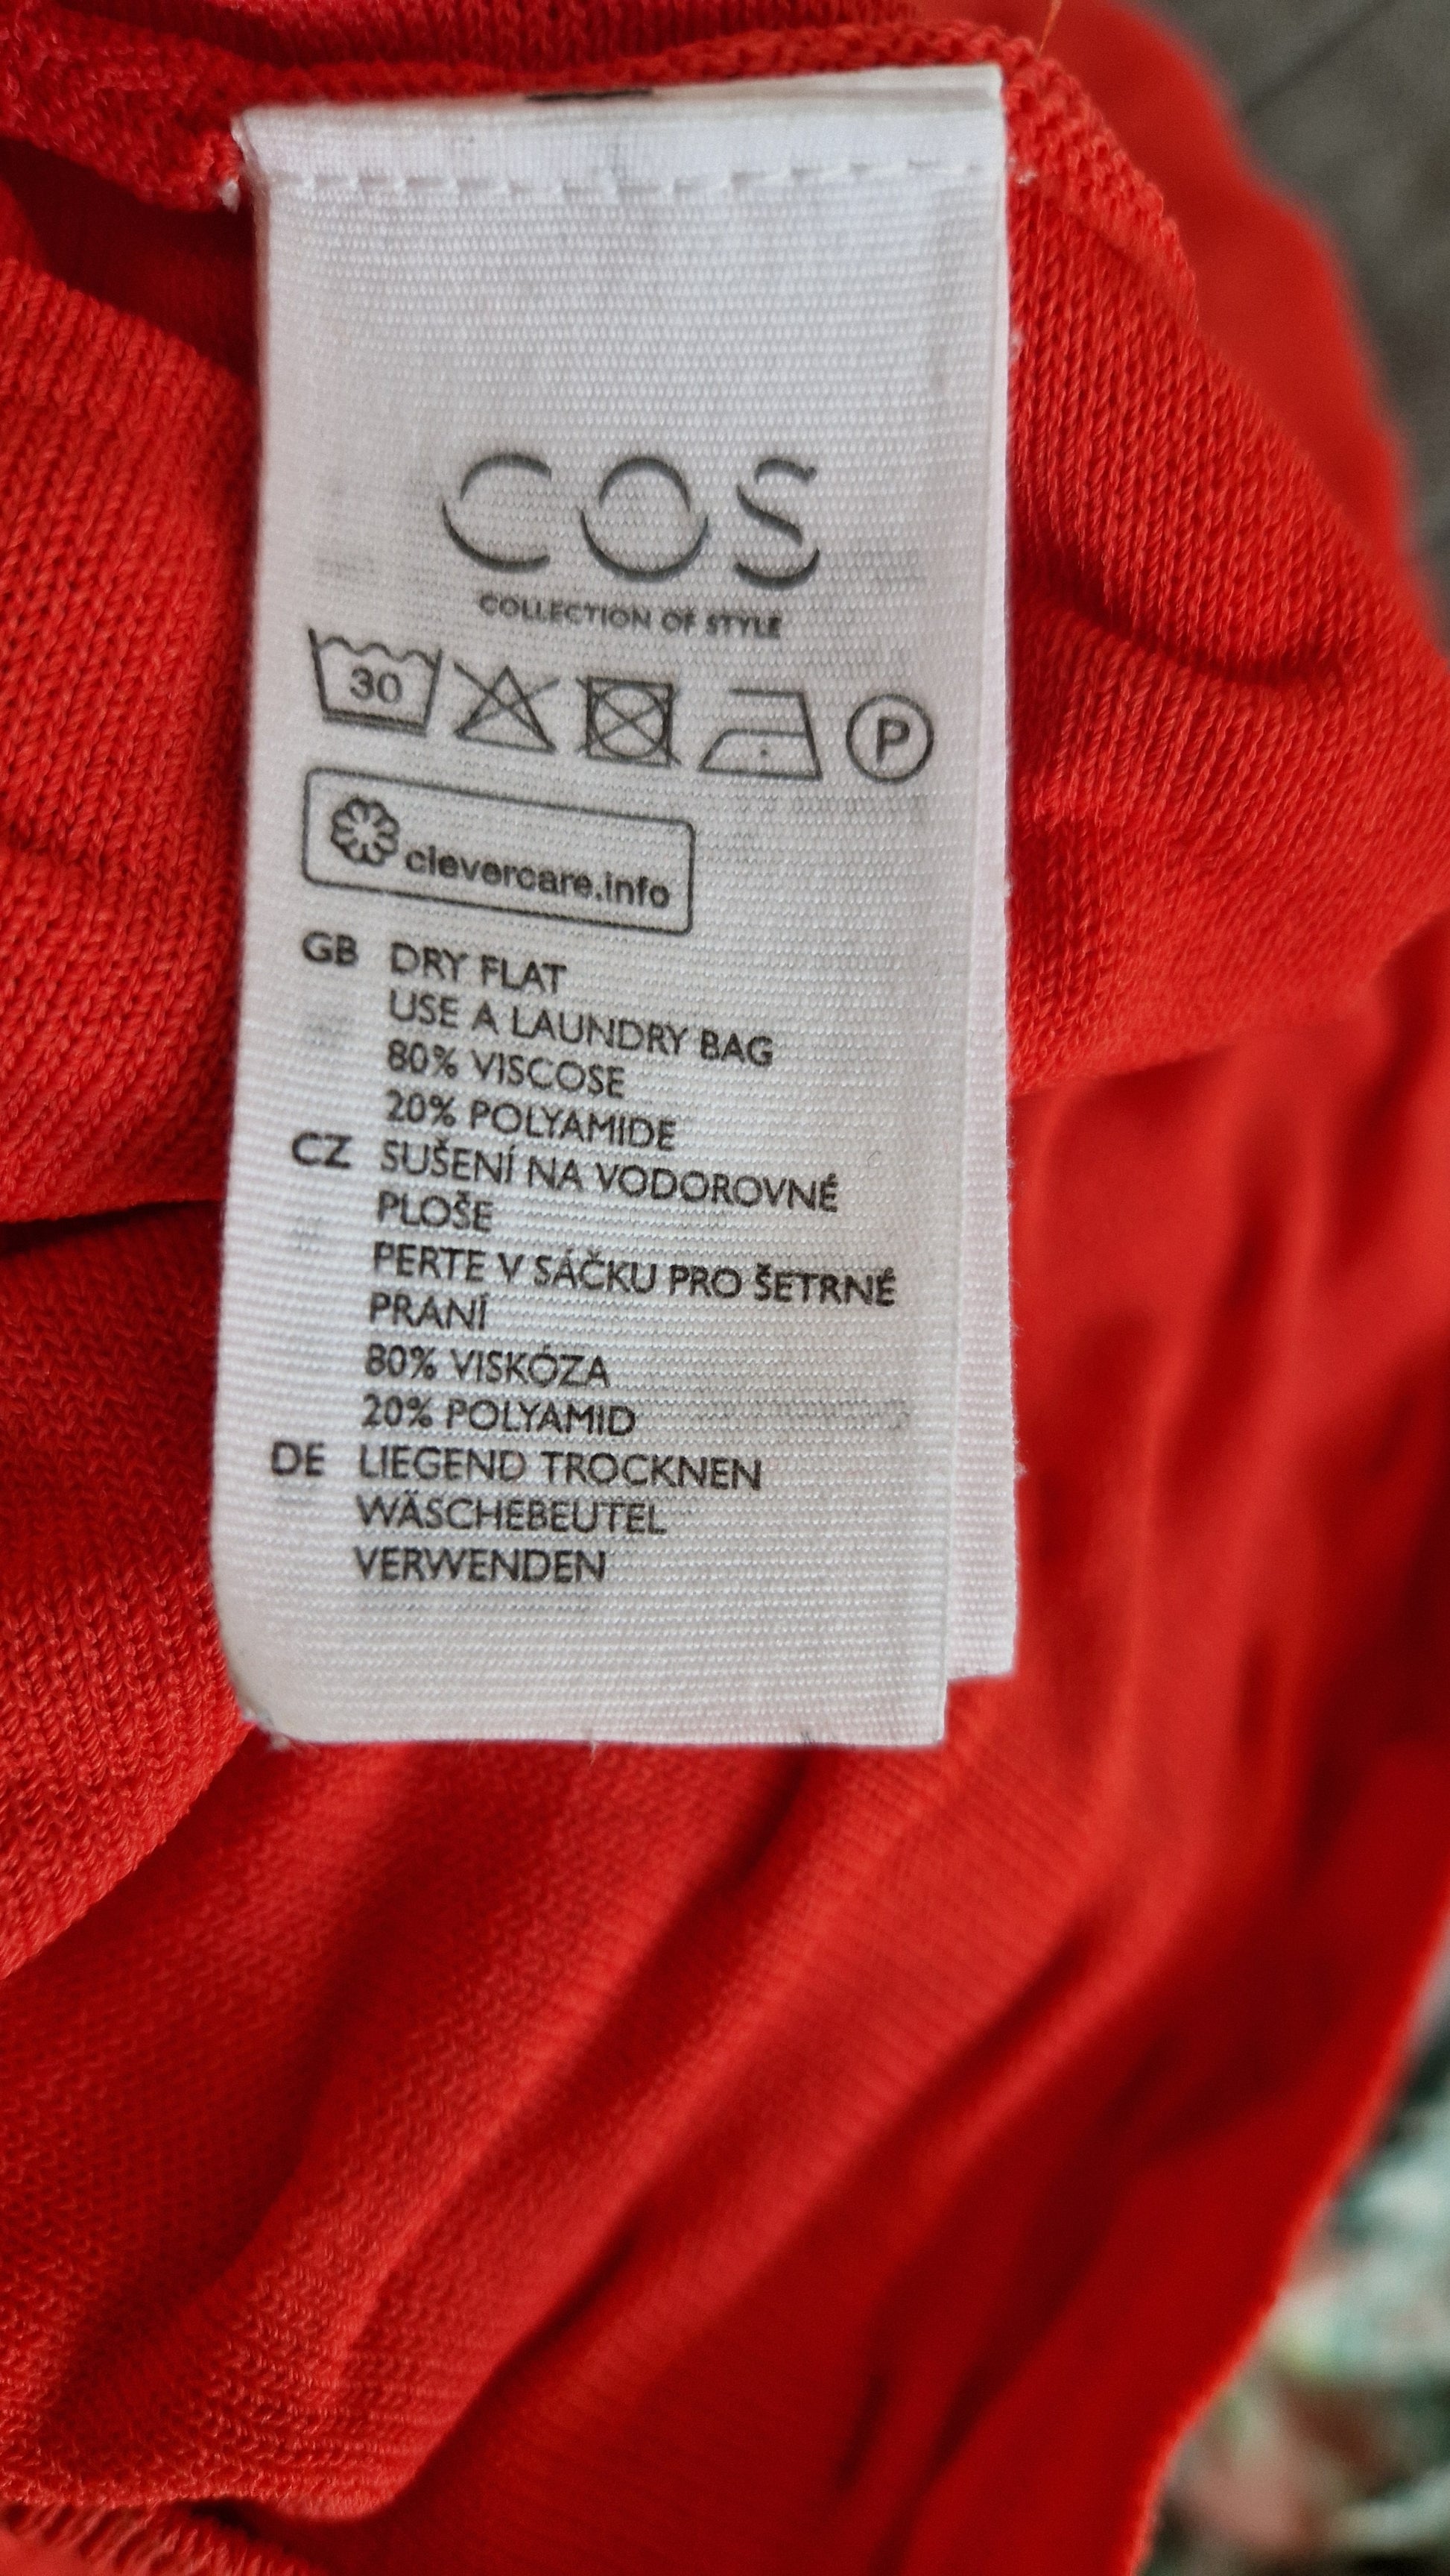 COS
COLLECTION OF STYLE
30
P
clevercare.info
GB DRY FLAT
USE A LAUNDRY BAG
80% VISCOSE
20% POLYAMIDE
CZ SUŠENÍ NA VODOROVNÉ
PLOŠE
PERTE V SÁČKU PRO ŠETRNÉ
PRANÍ
80% VISKÓZA
20% POLYAMID
DE LIEGEND TROCKNEN
WÄSCHEBEUTEL
VERWENDEN